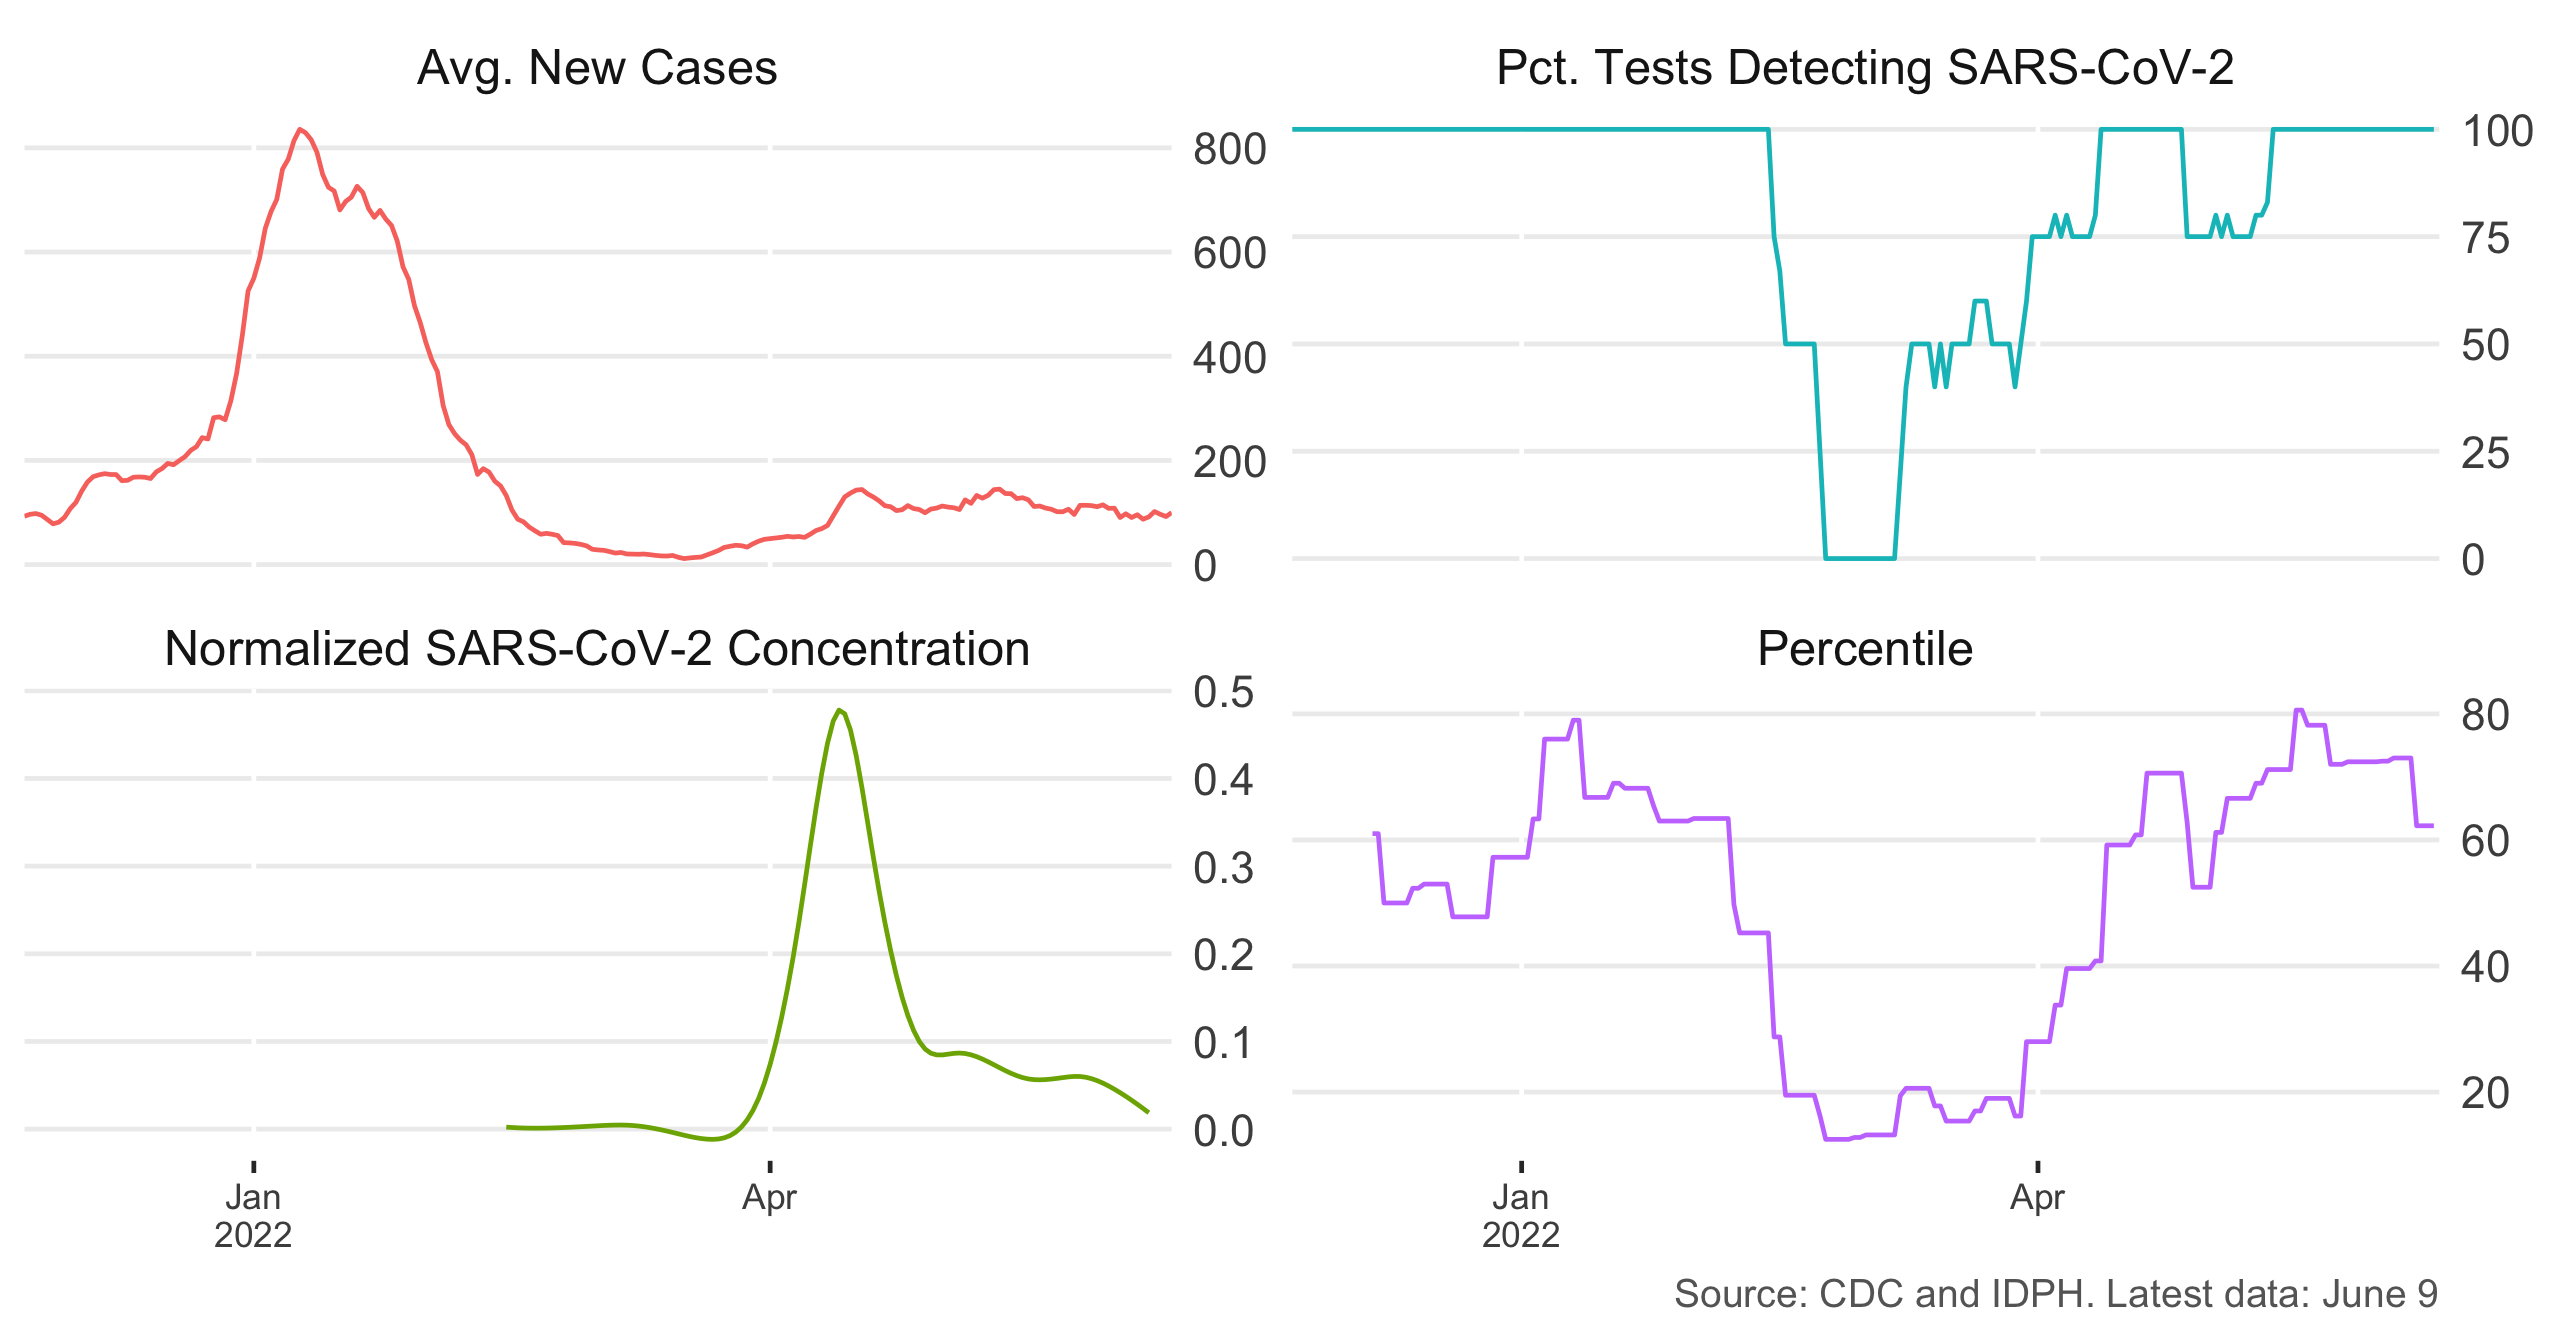 Avg. New Cases
800
600
400
200
0
Pct. Tests Detecting SARS-CoV-2
100
75
50
25
0
Normalized SARS-CoV-2 Concentration
0.5
0.4
0.3
0.2
0.1
0.0
Jan
2022
Apr
Percentile
80
60
40
20
Jan
2022
Apr
Source: CDC and IDPH. Latest data: June 9